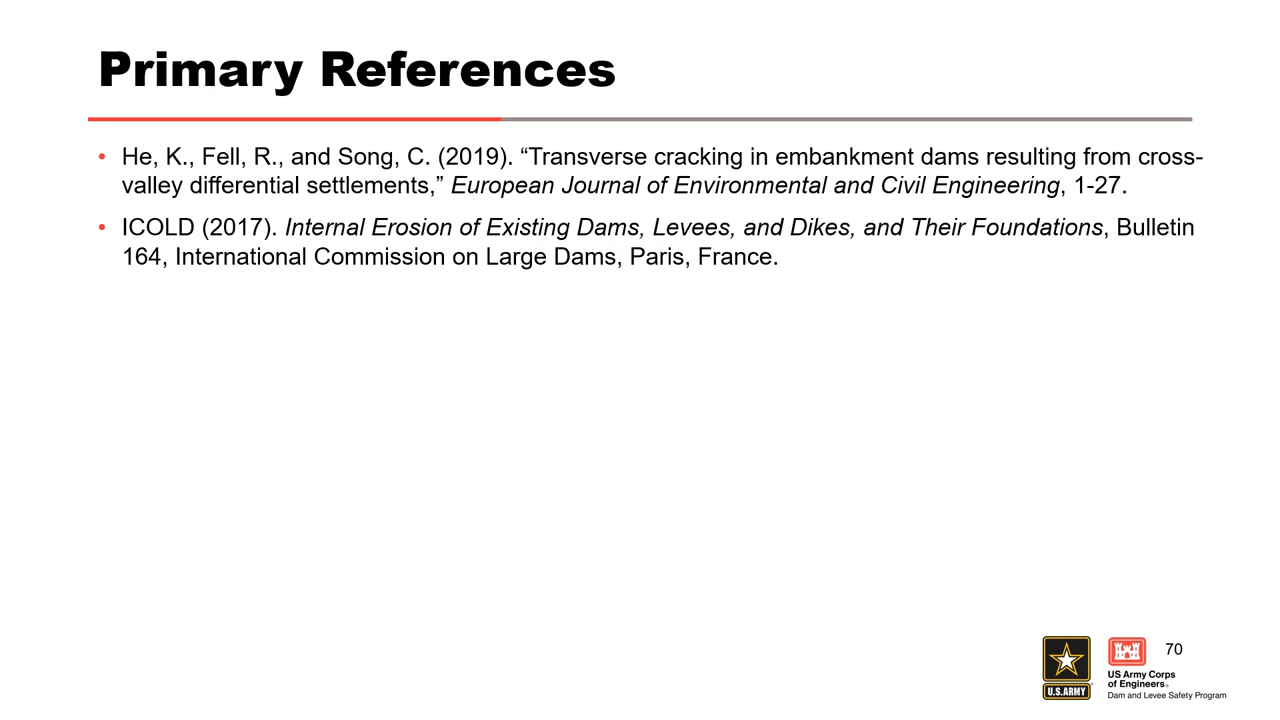 Primary References
• He, K., Fell, R., and Song, C. (2019). “Transverse cracking in embankment dams resulting from cross-
valley differential settlements,” European Journal of Environmental and Civil Engineering, 1-27.
• ICOLD (2017). Internal Erosion of Existing Dams, Levees, and Dikes, and Their Foundations, Bulletin
164, International Commission on Large Dams, Paris, France.
70
U.S.ARMY
US Army Corps
of Engineers®
Dam and Levee Safety Program